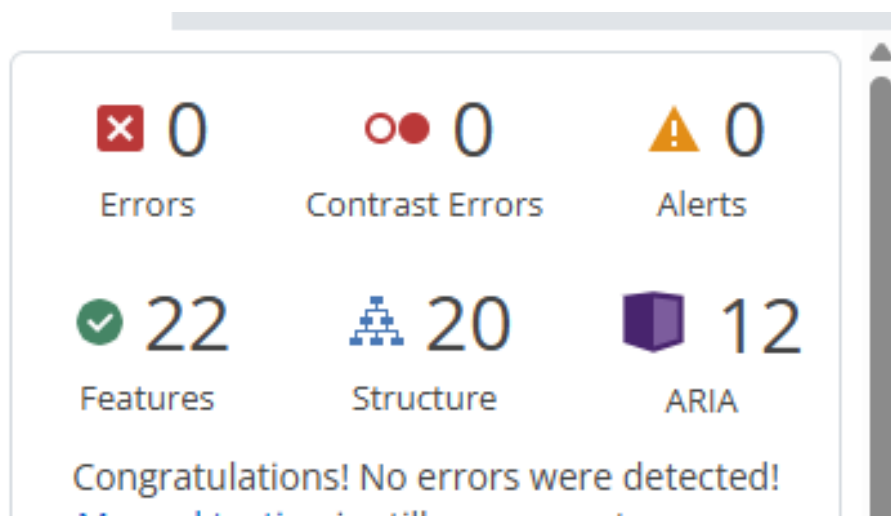 0 0 0
Errors Contrast Errors Alerts
22 20 12
Features Structure ARIA
Congratulations! No errors were detected!